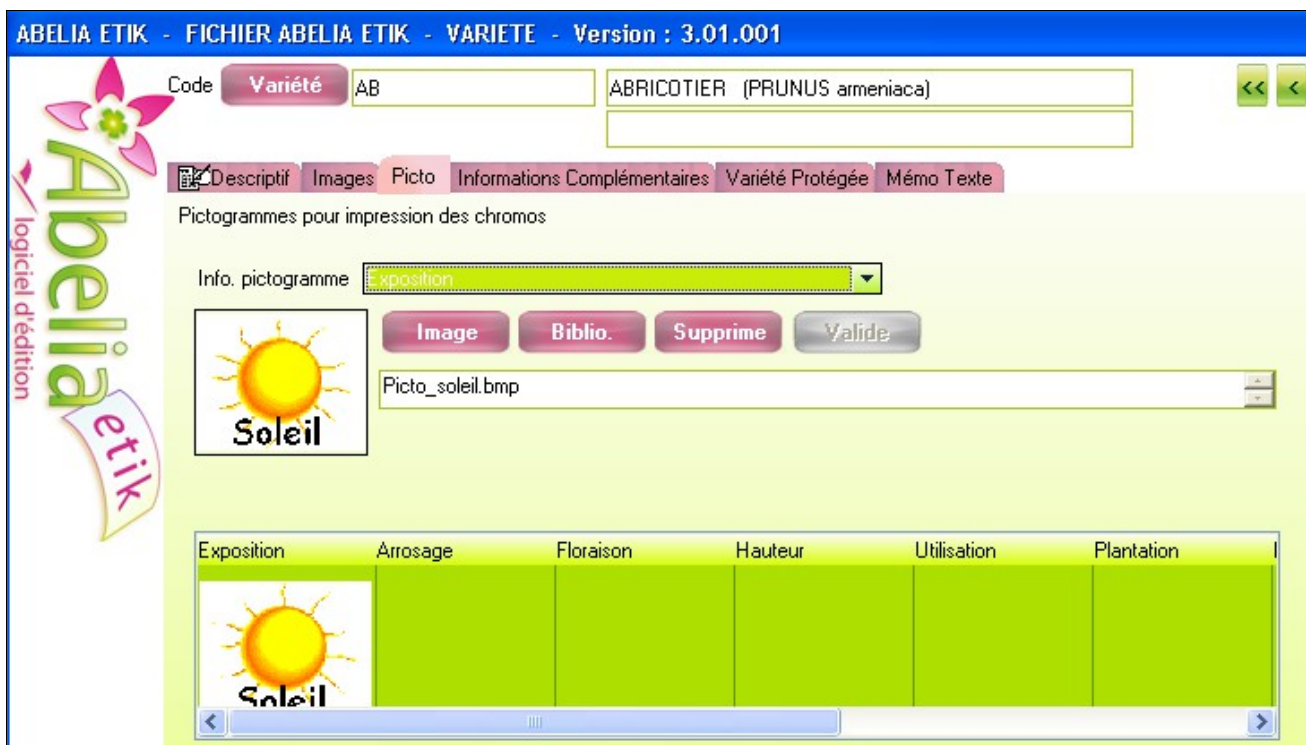 ABELIA ETIK - FICHIER ABELIA ETIK - VARIETE - Version : 3.01.001
Code Variété AB ABRICOTIER (PRUNUS armeniaca) << <
Abelia etik
logiciel d'édition
Descriptif Images Picto Informations Complémentaires Variété Protégée Mémo Texte
Pictogrammes pour impression des chromos
Info. pictogramme Exposition
Image Biblio. Supprime Valide
Picto_soleil.bmp
Soleil
Exposition Arrosage Floraison Hauteur Utilisation Plantation
Soleil